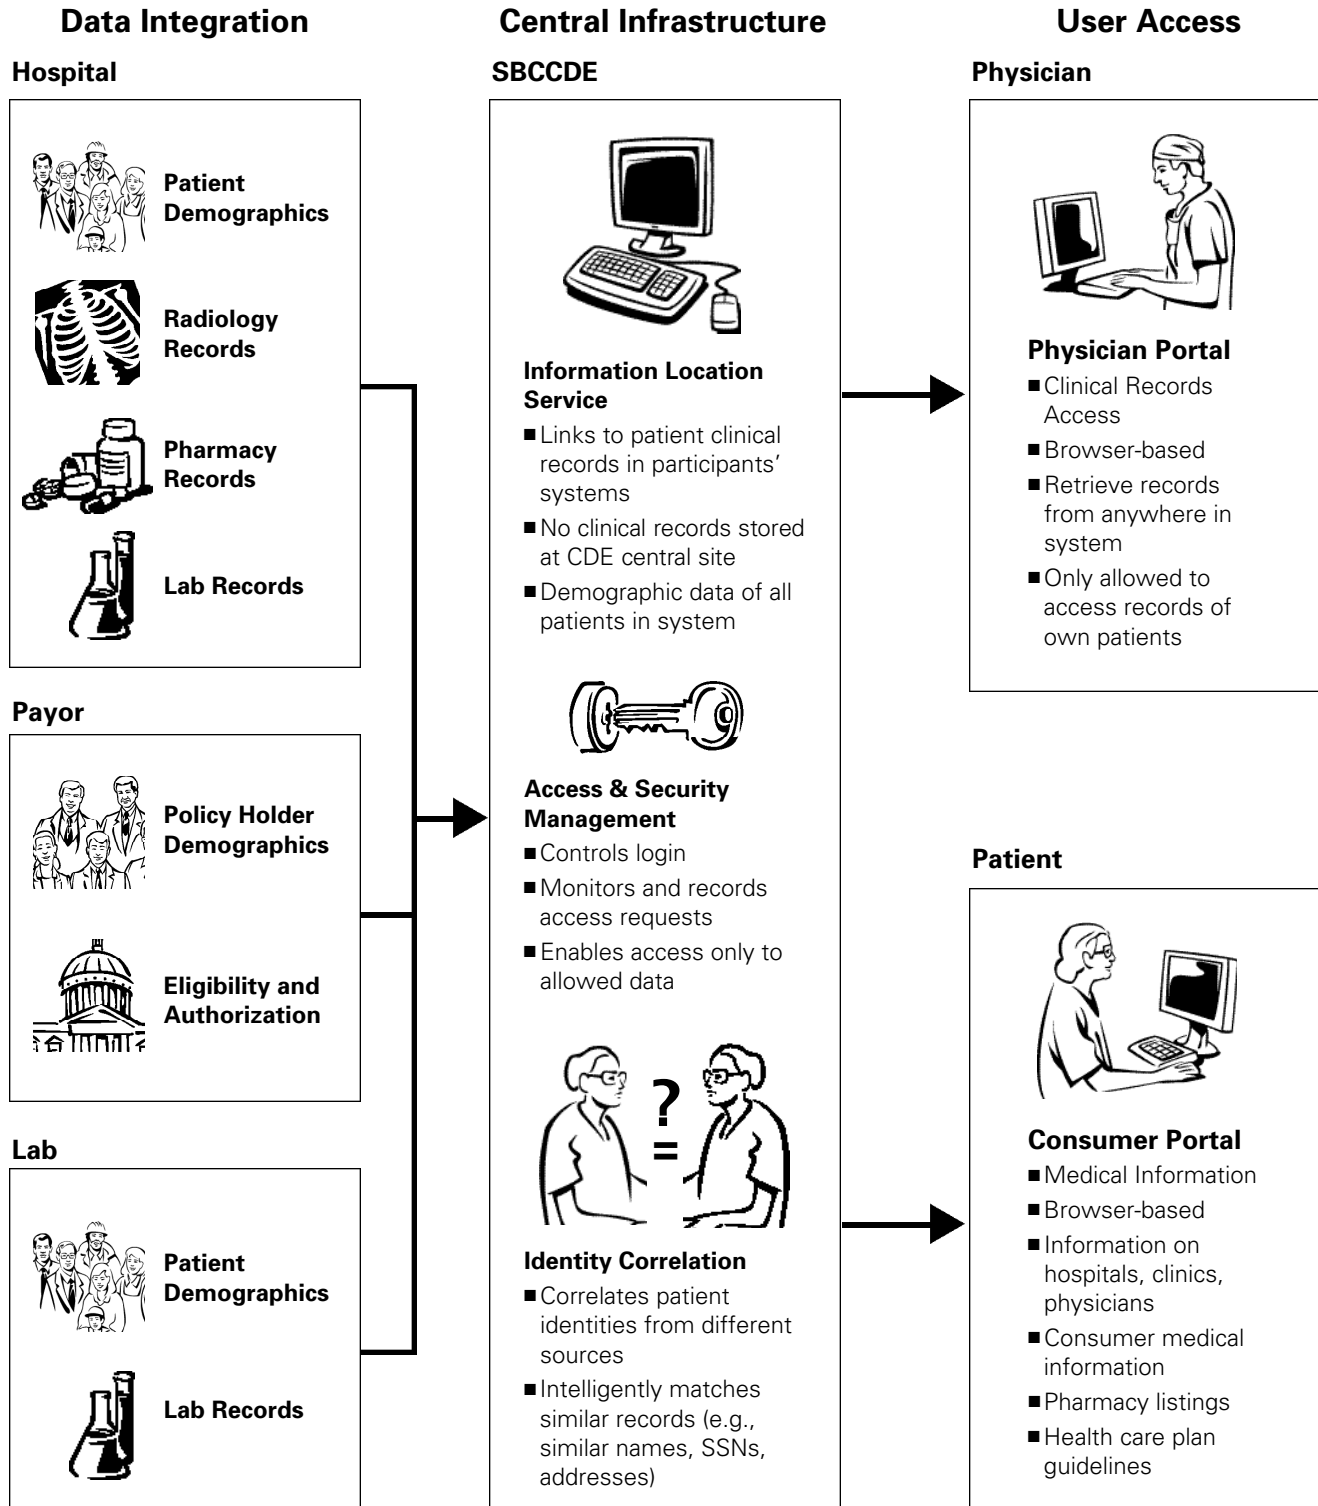 Data Integration
Central Infrastructure
User Access
Hospital
Patient
Demographics
Radiology
Records
Pharmacy
Records
Lab Records
Payor
Policy Holder
Demographics
Eligibility and
Authorization
Lab
Patient
Demographics
Lab Records
SBCCDE
Information Location
Service
■ Links to patient clinical
records in participants’
systems
■ No clinical records stored
at CDE central site
■ Demographic data of all
patients in system
Access & Security
Management
■ Controls login
■ Monitors and records
access requests
■ Enables access only to
allowed data
?
=
Identity Correlation
■ Correlates patient
identities from different
sources
■ Intelligently matches
similar records (e.g.,
similar names, SSNs,
addresses)
Physician
Physician Portal
■ Clinical Records
Access
■ Browser-based
■ Retrieve records
from anywhere in
system
■ Only allowed to
access records of
own patients
Patient
Consumer Portal
■ Medical Information
■ Browser-based
■ Information on
hospitals, clinics,
physicians
■ Consumer medical
information
■ Pharmacy listings
■ Health care plan
guidelines